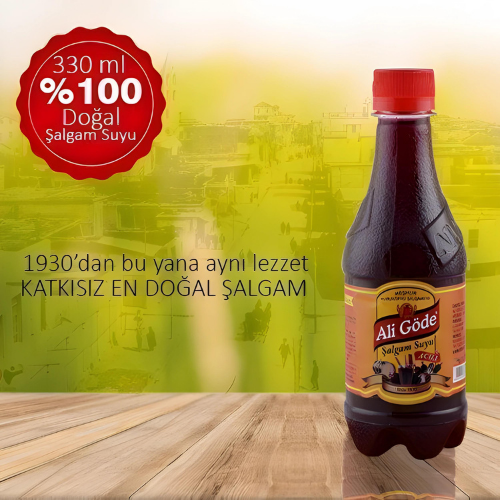 330 ml
%100
Doğal
Şalgam Suyu
1930'dan bu yana aynı lezzet
KATKISIZ EN DOĞAL ŞALGAM
MEŞHUR
Ali Göde
Şalgam Suyu
ACILI